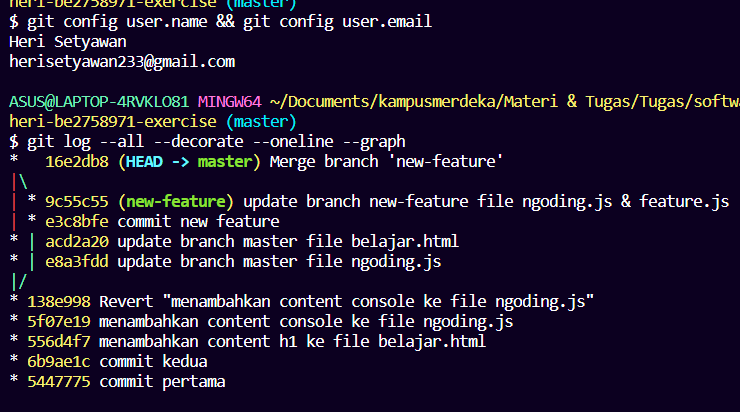 heri-be2758971-exercise (master)
$ git config user.name && git config user.email
Heri Setyawan
herisetyawan233@gmail.com
ASUS@LAPTOP-4RVKLO81 MINGW64 ~/Documents/kampusmerdeka/Materi & Tugas/Tugas/softwa
heri-be2758971-exercise (master)
$ git log --all --decorate --oneline --graph
*   16e2db8 (HEAD -> master) Merge branch 'new-feature'
|\
| * 9c55c55 (new-feature) update branch new-feature file ngoding.js & feature.js
| * e3c8bfe commit new feature
* | acd2a20 update branch master file belajar.html
* | e8a3fdd update branch master file ngoding.js
|/
* 138e998 Revert "menambahkan content console ke file ngoding.js"
* 5f07e19 menambahkan content console ke file ngoding.js
* 556d4f7 menambahkan content h1 ke file belajar.html
* 6b9ae1c commit kedua
* 5447775 commit pertama